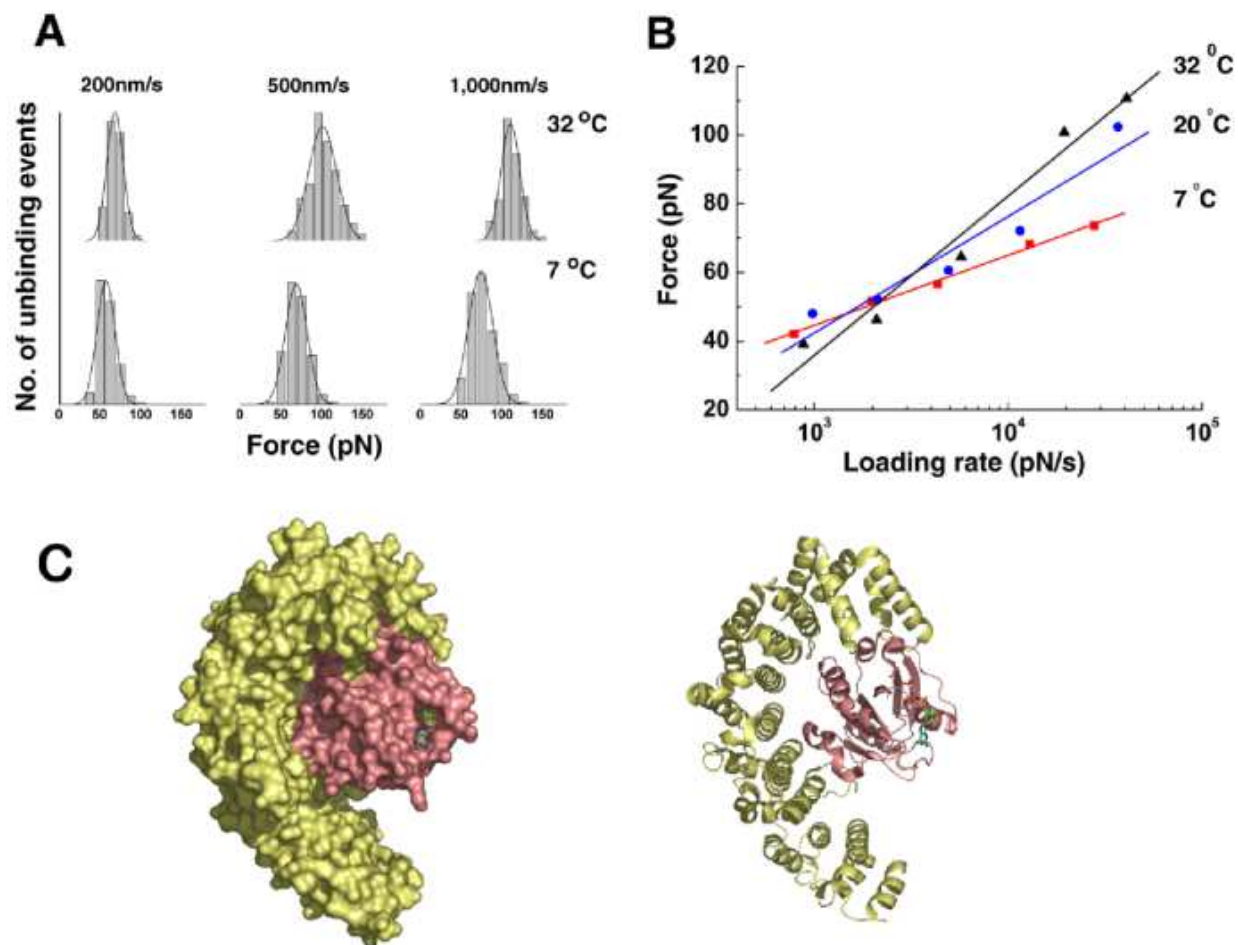 A
200nm/s 500nm/s 1,000nm/s
32 °C
7 °C
No. of unbinding events
0 50 100 150 0 50 100 150 0 50 100 150
Force (pN)
B
120
100
80
60
40
20
Force (pN)
32 °C
20 °C
7 °C
10³ 10⁴ 10⁵
Loading rate (pN/s)
C